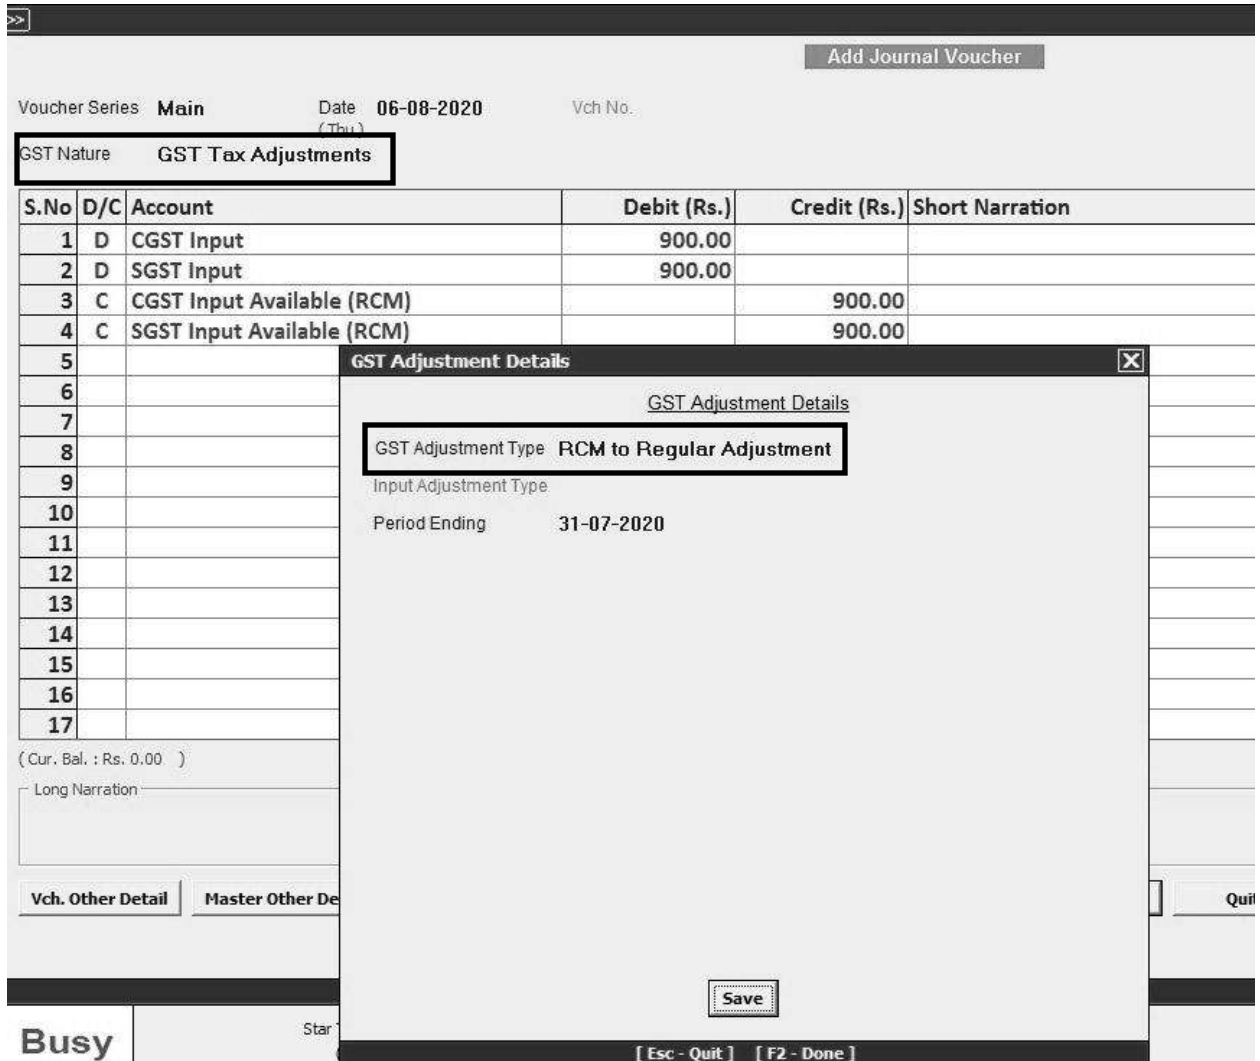 >>
Add Journal Voucher
Voucher Series Main Date 06-08-2020 Vch No.
(Thu)
GST Nature GST Tax Adjustments
S.No D/C Account Debit (Rs.) Credit (Rs.) Short Narration
1 D CGST Input 900.00
2 D SGST Input 900.00
3 C CGST Input Available (RCM) 900.00
4 C SGST Input Available (RCM) 900.00
5
GST Adjustment Details
6
GST Adjustment Details
7
8 GST Adjustment Type RCM to Regular Adjustment
9 Input Adjustment Type
10 Period Ending 31-07-2020
11
12
13
14
15
16
17
( Cur. Bal. : Rs. 0.00 )
Long Narration
Vch. Other Detail Master Other De Quit
Save
Busy Star
[ Esc - Quit ] [ F2 - Done ]